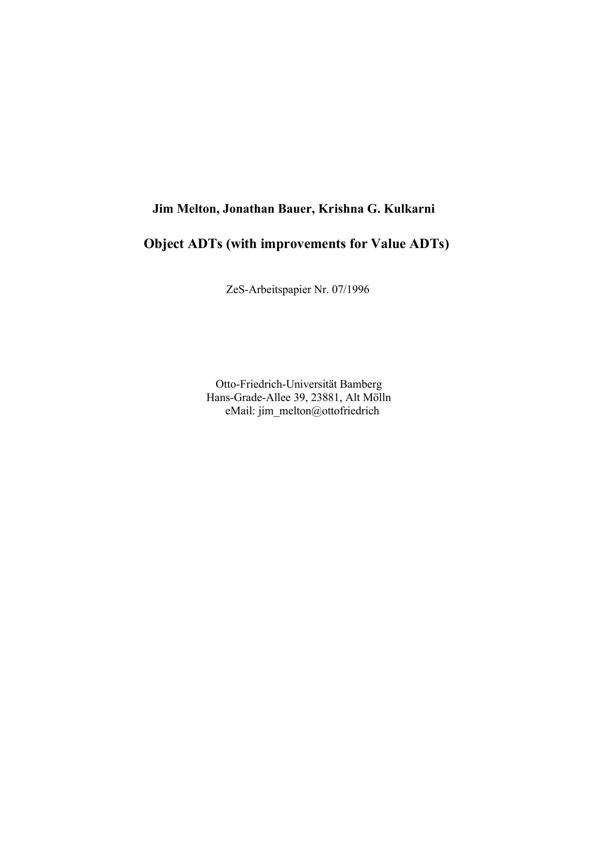 Jim Melton, Jonathan Bauer, Krishna G. Kulkarni
Object ADTs (with improvements for Value ADTs)
ZeS-Arbeitspapier Nr. 07/1996
Otto-Friedrich-Universität Bamberg
Hans-Grade-Allee 39, 23881, Alt Mölln
eMail: jim_melton@ottofriedrich